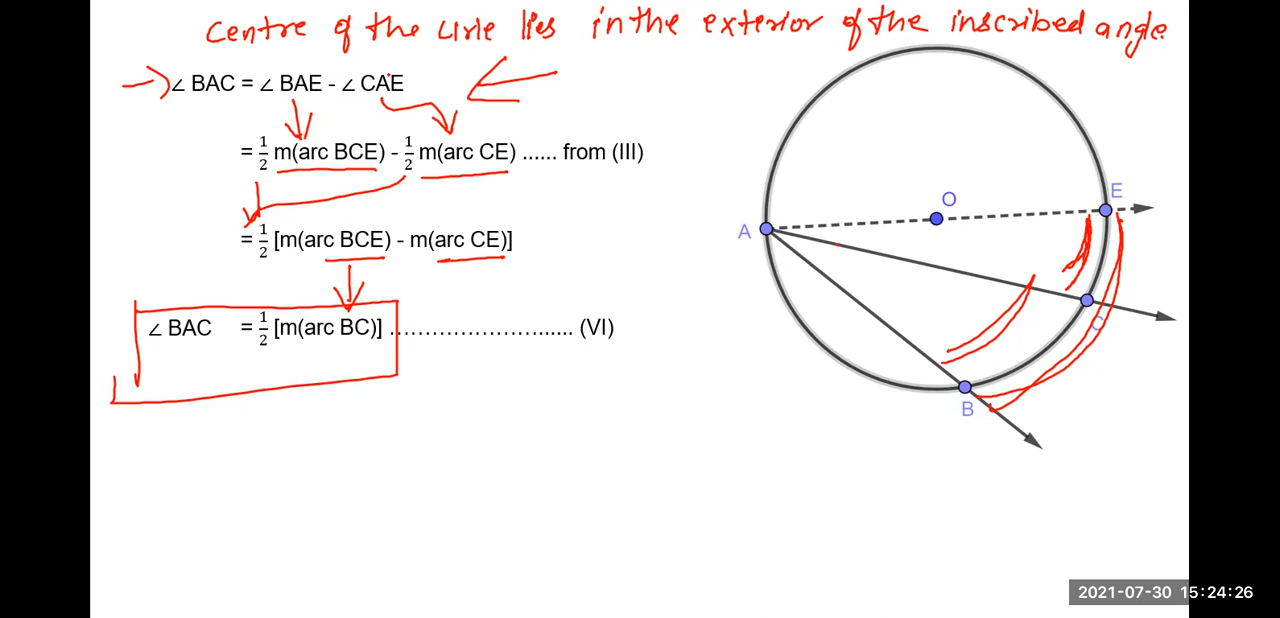 Centre of the circle lies in the exterior of the inscribed angle
∠ BAC = ∠ BAE - ∠ CAE
= 1/2 m(arc BCE) - 1/2 m(arc CE) ...... from (III)
= 1/2 [m(arc BCE) - m(arc CE)]
∠ BAC = 1/2 [m(arc BC)] ………………….…...... (VI)
E
O
A
C
B
2021-07-30 15:24:26